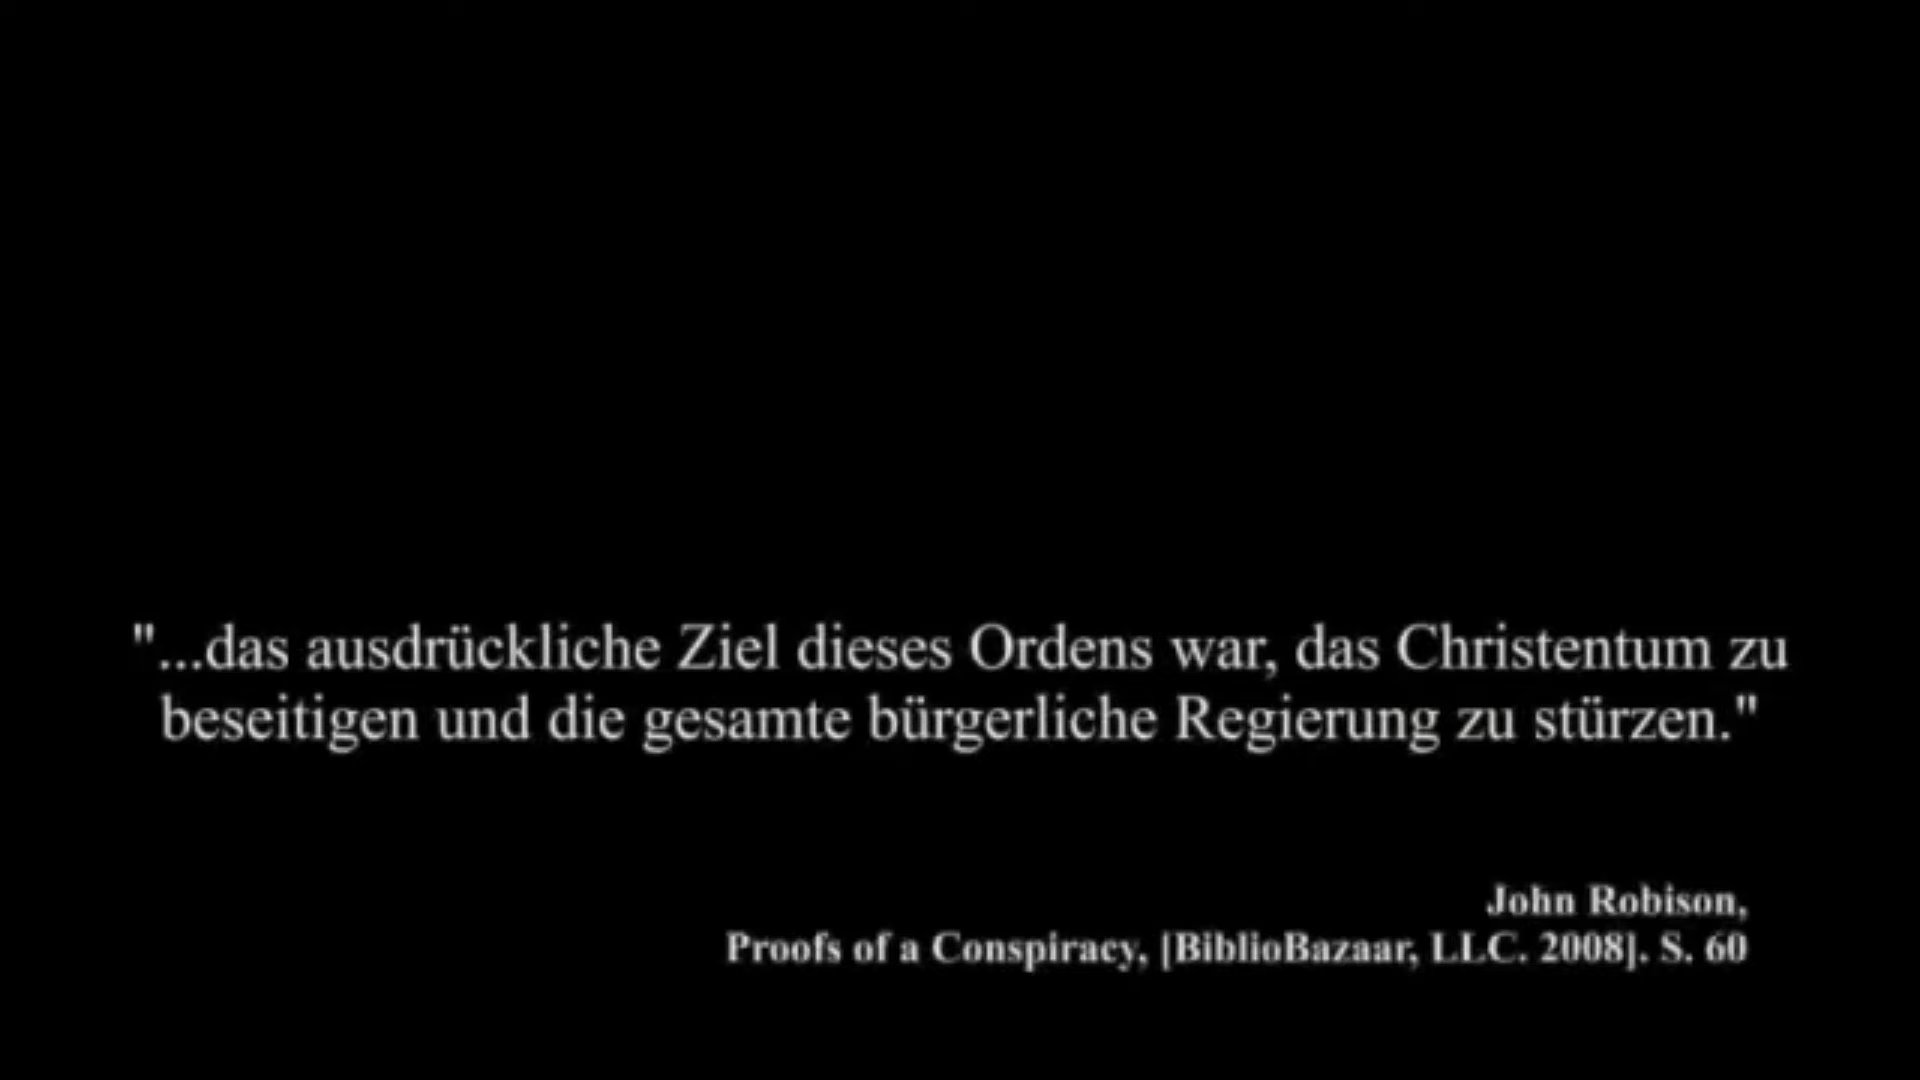 "...das ausdrückliche Ziel dieses Ordens war, das Christentum zu
beseitigen und die gesamte bürgerliche Regierung zu stürzen."
John Robison,
Proofs of a Conspiracy, [BiblioBazaar, LLC. 2008]. S. 60